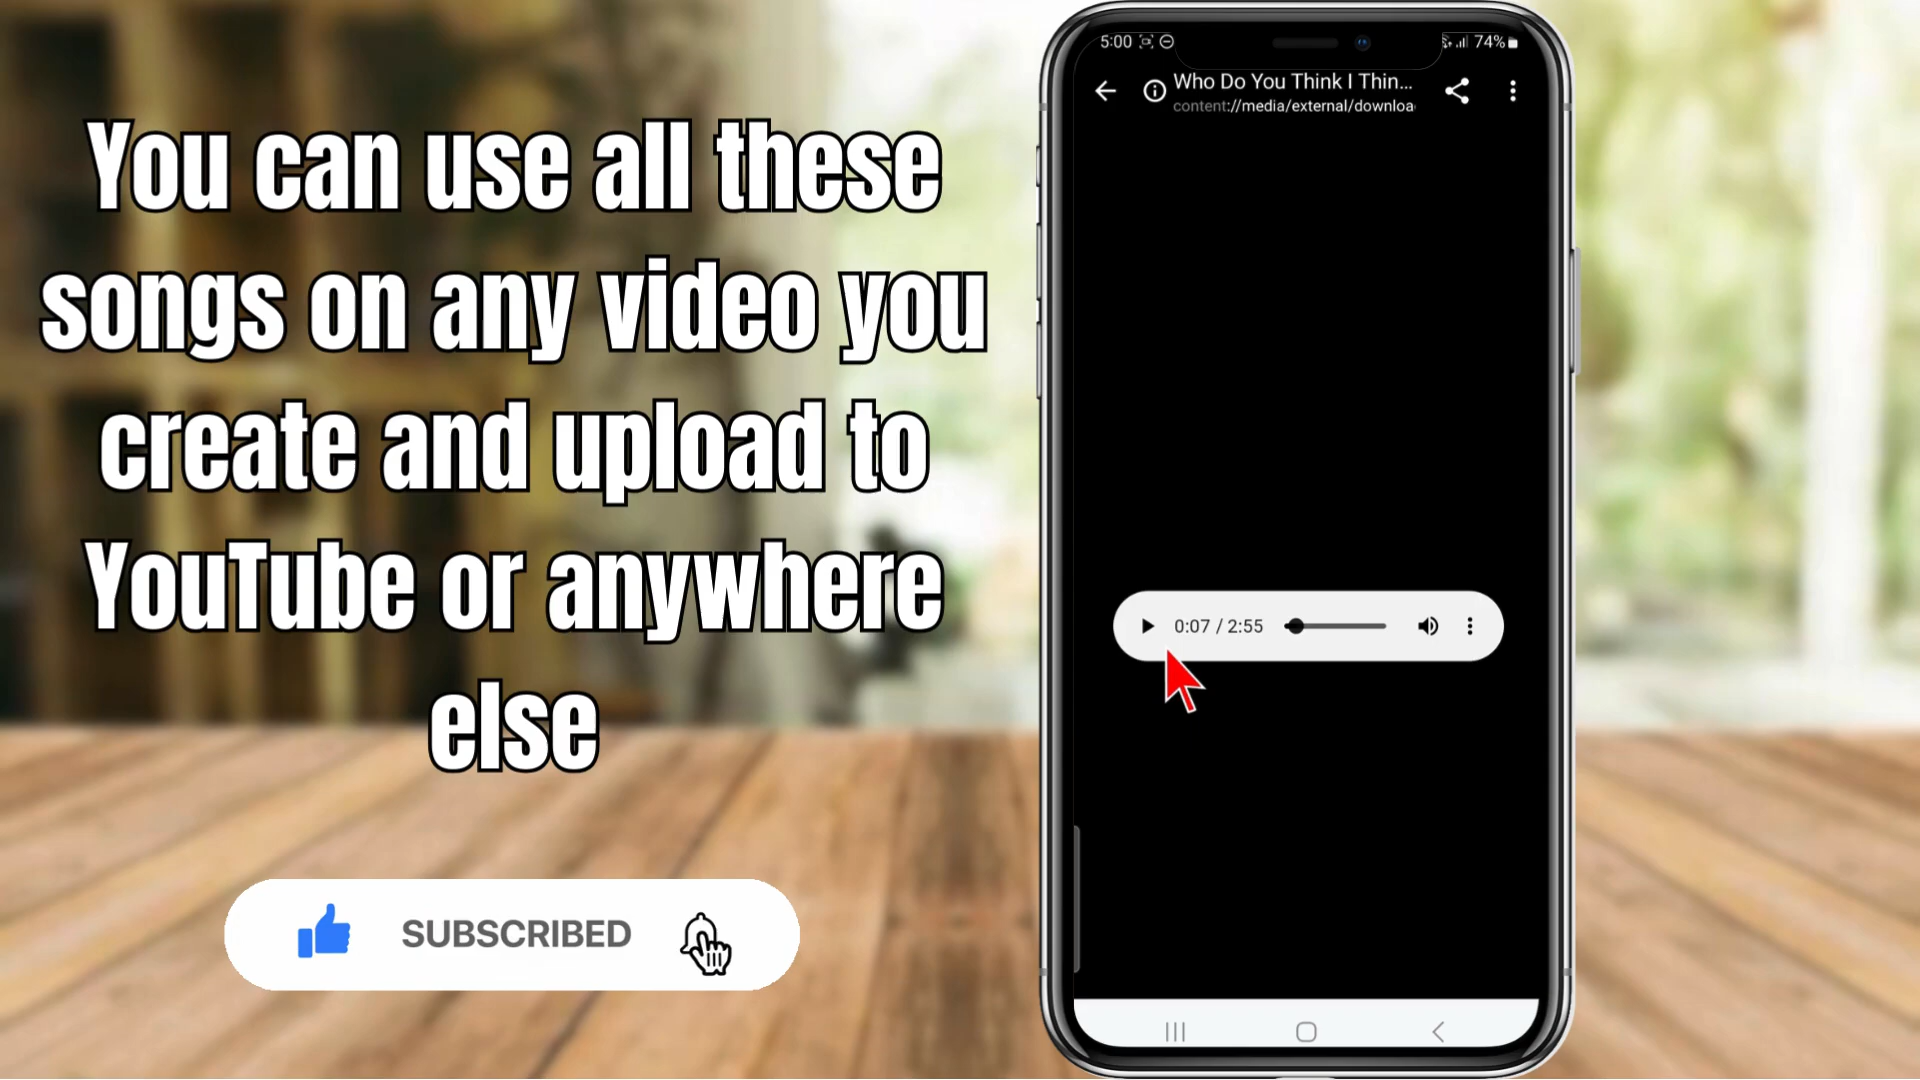 You can use all these
songs on any video you
create and upload to
YouTube or anywhere
else
SUBSCRIBED
5:00
74%
Who Do You Think I Thin...
content://media/external/downloa
0:07 / 2:55